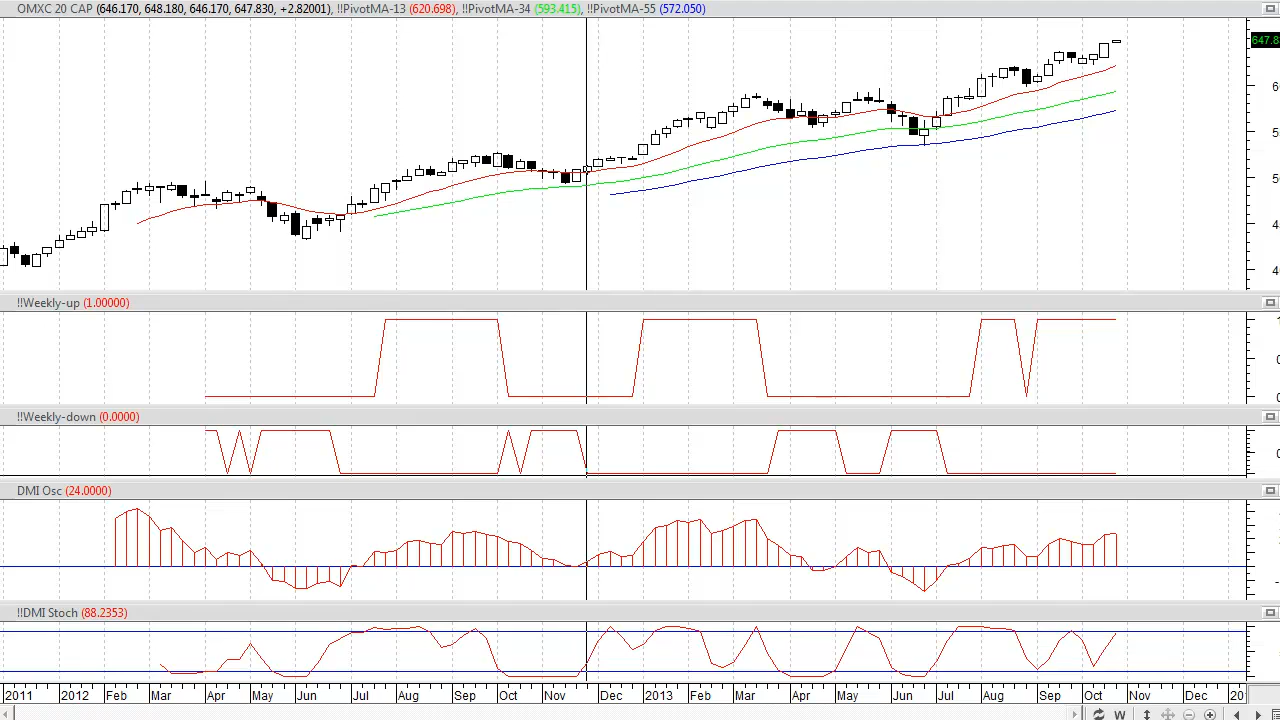 OMXC 20 CAP (646.170, 648.180, 646.170, 647.830, +2.82001), !!PivotMA-13 (620.698), !!PivotMA-34 (593.415), !!PivotMA-55 (572.050)
647.8
!!Weekly-up (1.00000)
!!Weekly-down (0.0000)
DMI Osc (24.0000)
!!DMI Stoch (88.2353)
2011 2012 Feb Mar Apr May Jun Jul Aug Sep Oct Nov Dec 2013 Feb Mar Apr May Jun Jul Aug Sep Oct Nov Dec 20
W